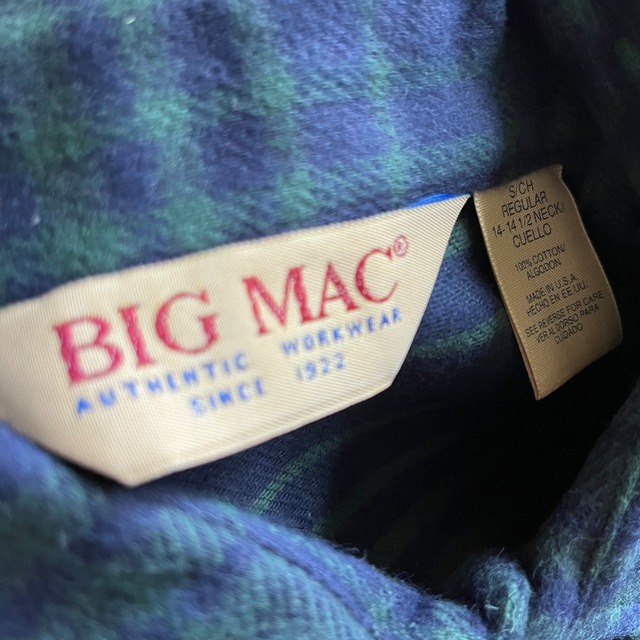 BIG MAC®
AUTHENTIC WORKWEAR
SINCE 1922
S/CH
REGULAR
14-14 1/2 NECK/
CUELLO
100% COTTON/
ALGODON
MADE IN U.S.A.
HECHO EN EE.UU.
SEE REVERSE FOR CARE
VER ALDORSO PARA
CUIDADO